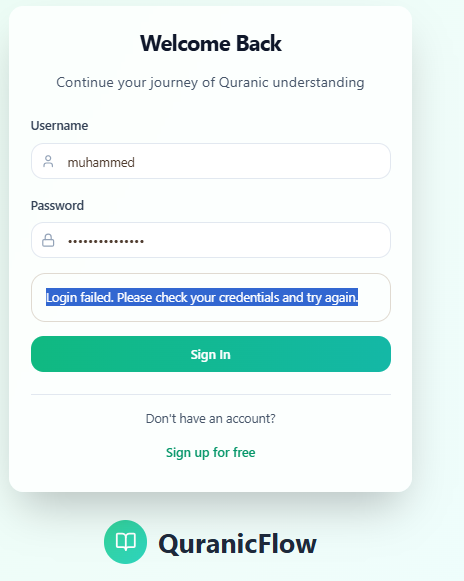 Welcome Back
Continue your journey of Quranic understanding
Username
muhammed
Password
•••••••••••••••
Login failed. Please check your credentials and try again.
Sign In
Don't have an account?
Sign up for free
QuranicFlow